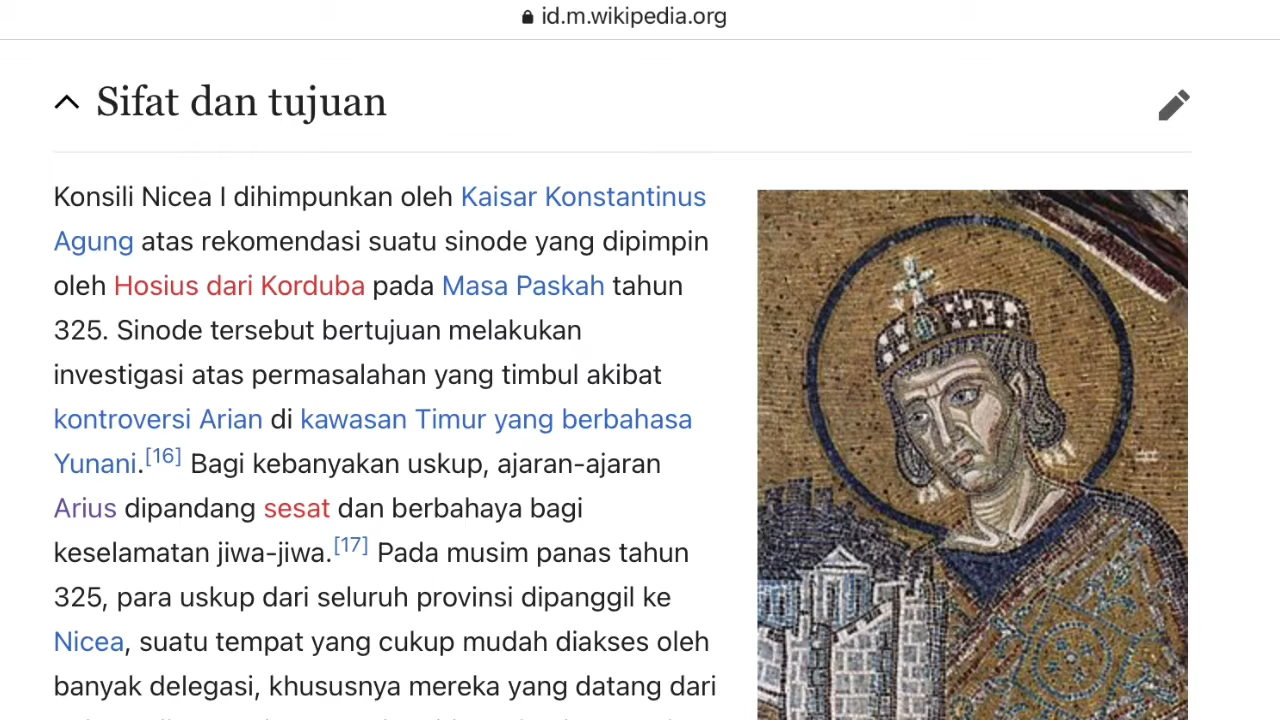 id.m.wikipedia.org
Sifat dan tujuan
Konsili Nicea I dihimpunkan oleh Kaisar Konstantinus
Agung atas rekomendasi suatu sinode yang dipimpin
oleh Hosius dari Korduba pada Masa Paskah tahun
325. Sinode tersebut bertujuan melakukan
investigasi atas permasalahan yang timbul akibat
kontroversi Arian di kawasan Timur yang berbahasa
Yunani.[16] Bagi kebanyakan uskup, ajaran-ajaran
Arius dipandang sesat dan berbahaya bagi
keselamatan jiwa-jiwa.[17] Pada musim panas tahun
325, para uskup dari seluruh provinsi dipanggil ke
Nicea, suatu tempat yang cukup mudah diakses oleh
banyak delegasi, khususnya mereka yang datang dari